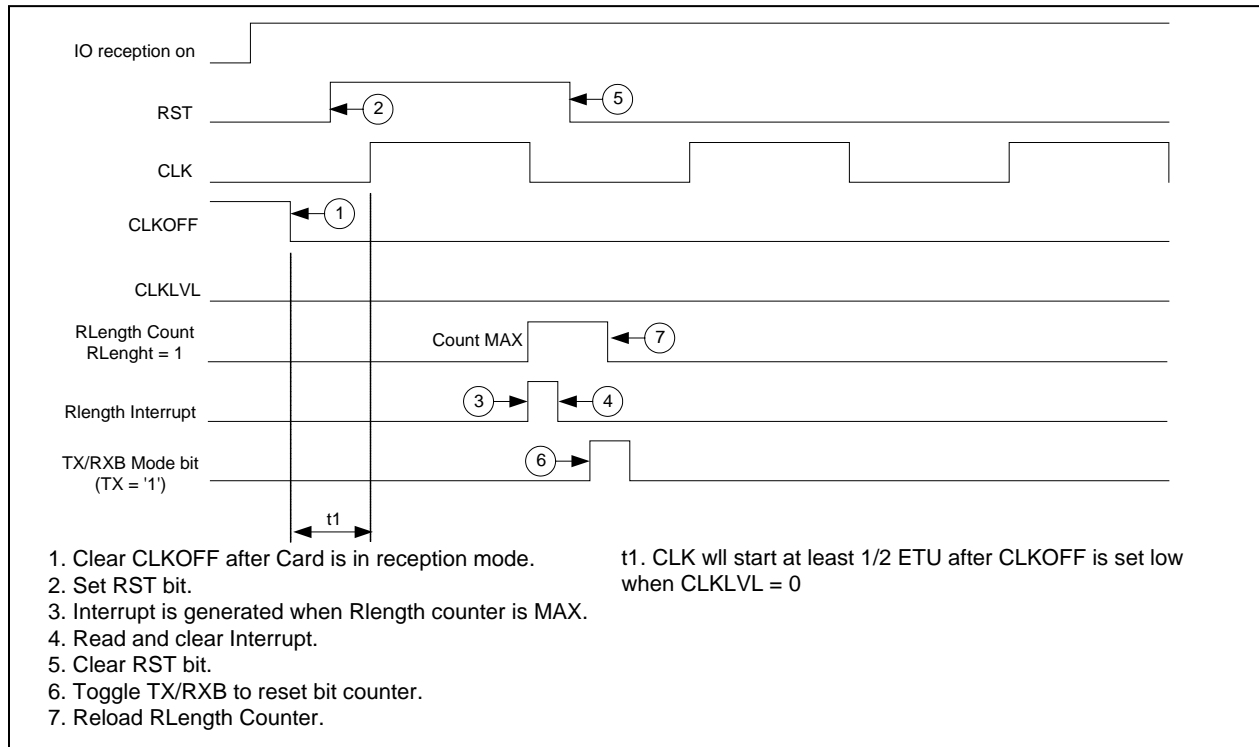 IO reception on
RST
2
5
CLK
CLKOFF
1
CLKLVL
RLength Count
RLenght = 1
Count MAX
7
Rlength Interrupt
3
4
TX/RXB Mode bit
(TX = '1')
6
t1
1. Clear CLKOFF after Card is in reception mode.
2. Set RST bit.
3. Interrupt is generated when Rlength counter is MAX.
4. Read and clear Interrupt.
5. Clear RST bit.
6. Toggle TX/RXB to reset bit counter.
7. Reload RLength Counter.
t1. CLK wll start at least 1/2 ETU after CLKOFF is set low
when CLKLVL = 0